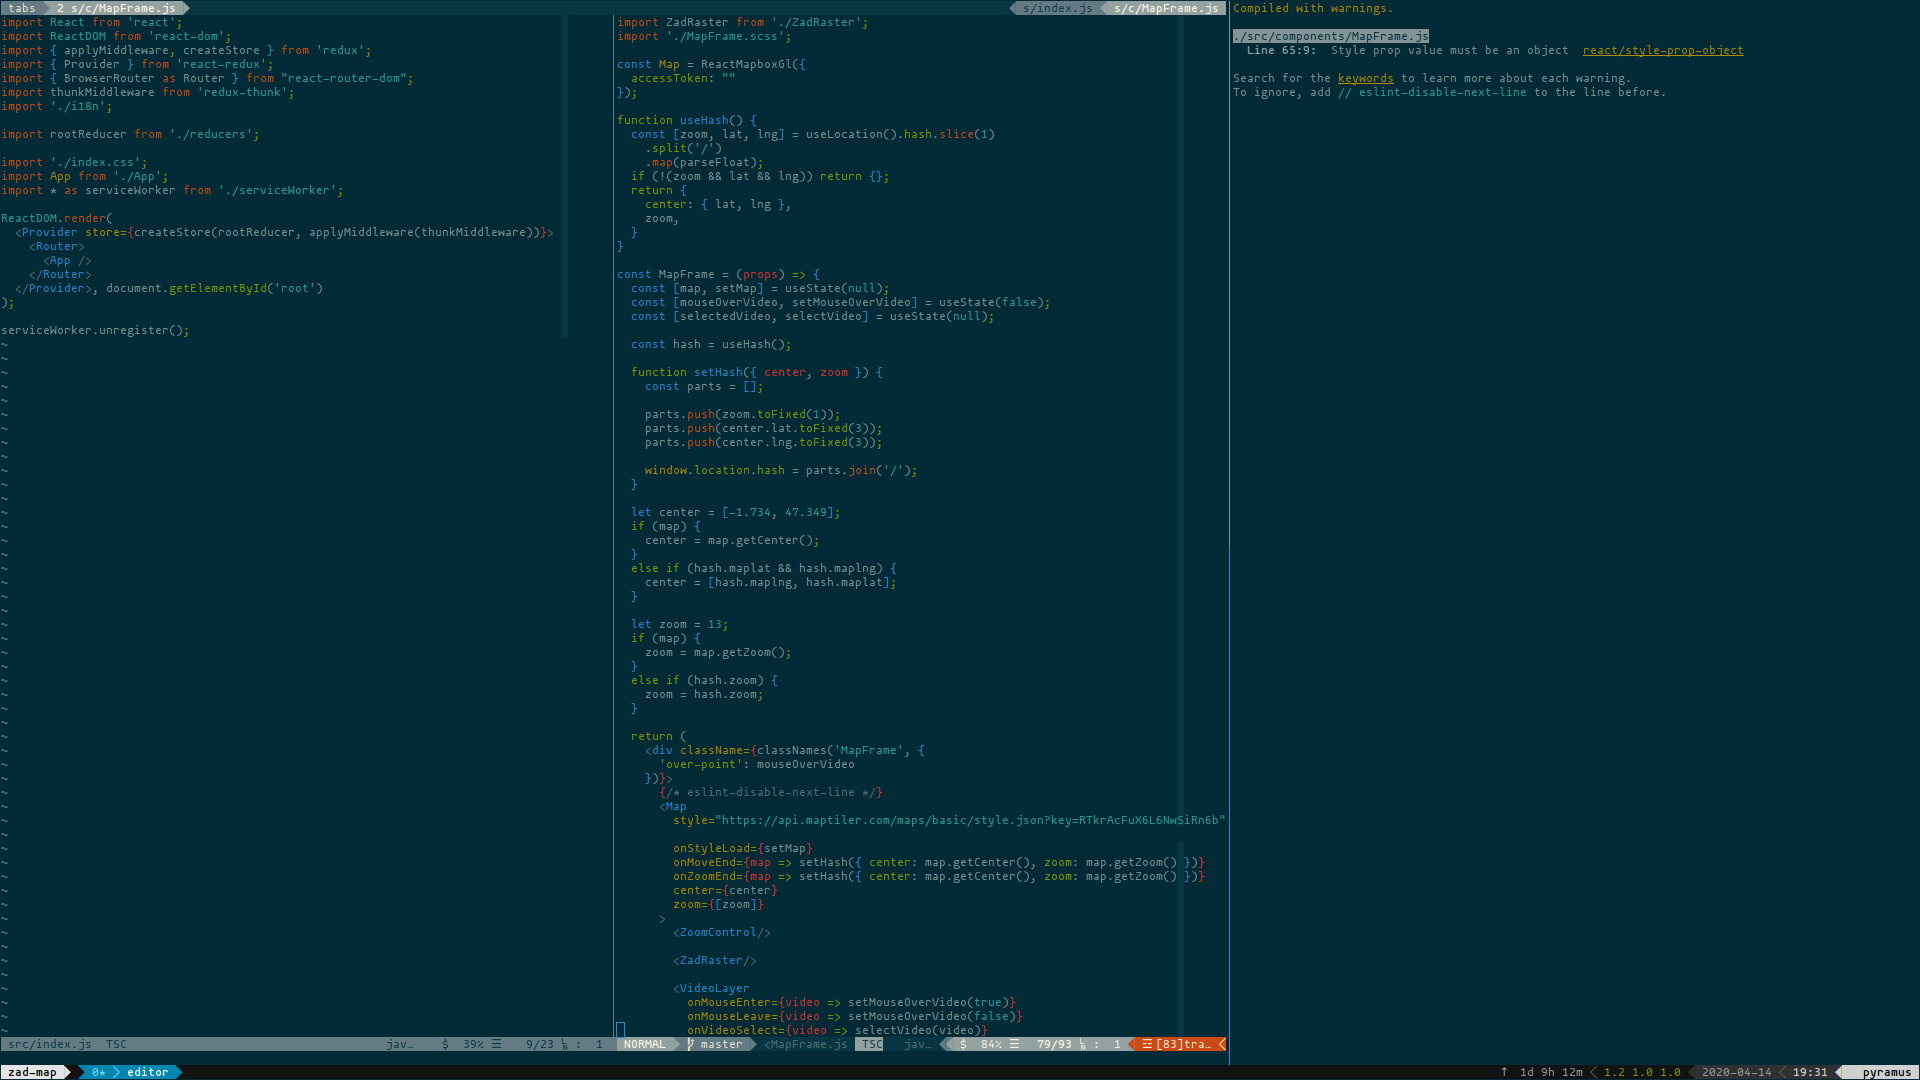 tabs  2 s/c/MapFrame.js  s/index.js  s/c/MapFrame.js
import React from 'react';
import ReactDOM from 'react-dom';
import { applyMiddleware, createStore } from 'redux';
import { Provider } from 'react-redux';
import { BrowserRouter as Router } from "react-router-dom";
import thunkMiddleware from 'redux-thunk';
import './i18n';

import rootReducer from './reducers';

import './index.css';
import App from './App';
import * as serviceWorker from './serviceWorker';

ReactDOM.render(
  <Provider store={createStore(rootReducer, applyMiddleware(thunkMiddleware))}>
    <Router>
      <App />
    </Router>
  </Provider>, document.getElementById('root')
);

serviceWorker.unregister();
src/index.js  TSC  jav…  $  39% ☰  9/23 ㏑ :  1
import ZadRaster from './ZadRaster';
import './MapFrame.scss';

const Map = ReactMapboxGl({
  accessToken: ""
});

function useHash() {
  const [zoom, lat, lng] = useLocation().hash.slice(1)
    .split('/')
    .map(parseFloat);
  if (!(zoom && lat && lng)) return {};
  return {
    center: { lat, lng },
    zoom,
  }
}

const MapFrame = (props) => {
  const [map, setMap] = useState(null);
  const [mouseOverVideo, setMouseOverVideo] = useState(false);
  const [selectedVideo, selectVideo] = useState(null);

  const hash = useHash();

  function setHash({ center, zoom }) {
    const parts = [];

    parts.push(zoom.toFixed(1));
    parts.push(center.lat.toFixed(3));
    parts.push(center.lng.toFixed(3));

    window.location.hash = parts.join('/');
  }

  let center = [-1.734, 47.349];
  if (map) {
    center = map.getCenter();
  }
  else if (hash.maplat && hash.maplng) {
    center = [hash.maplng, hash.maplat];
  }

  let zoom = 13;
  if (map) {
    zoom = map.getZoom();
  }
  else if (hash.zoom) {
    zoom = hash.zoom;
  }

  return (
    <div className={classNames('MapFrame', {
      'over-point': mouseOverVideo
    })}>
      {/* eslint-disable-next-line */}
      <Map
        style="https://api.maptiler.com/maps/basic/style.json?key=RTkrAcFuX6L6NwSiRn6b"

        onStyleLoad={setMap}
        onMoveEnd={map => setHash({ center: map.getCenter(), zoom: map.getZoom() })}
        onZoomEnd={map => setHash({ center: map.getCenter(), zoom: map.getZoom() })}
        center={center}
        zoom={[zoom]}
      >
        <ZoomControl/>

        <ZadRaster/>

        <VideoLayer
          onMouseEnter={video => setMouseOverVideo(true)}
          onMouseLeave={video => setMouseOverVideo(false)}
          onVideoSelect={video => selectVideo(video)}
NORMAL  master  <MapFrame.js  TSC  jav…  $  84% ☰  79/93 ㏑ :  1  ☲ [83]tra…
Compiled with warnings.

./src/components/MapFrame.js
  Line 65:9:  Style prop value must be an object  react/style-prop-object

Search for the keywords to learn more about each warning.
To ignore, add // eslint-disable-next-line to the line before.
zad-map  0*  editor  ↑ 1d 9h 12m  1.2 1.0 1.0  2020-04-14  19:31  pyramus